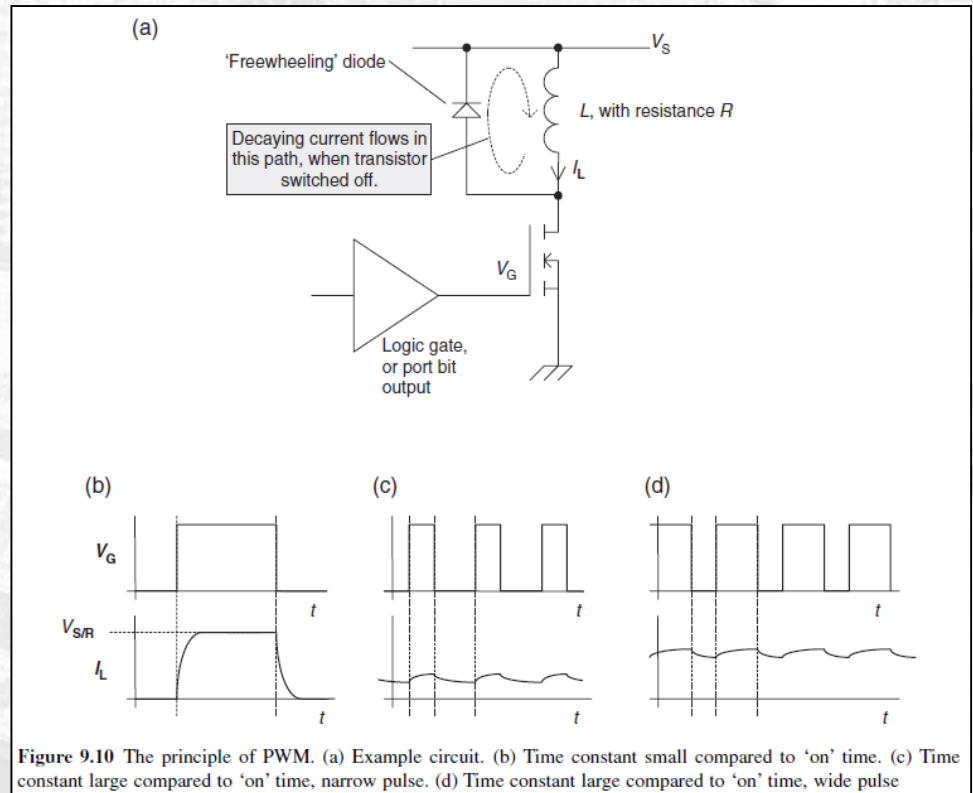 (a)
V_S
'Freewheeling' diode
L, with resistance R
Decaying current flows in
this path, when transistor
switched off.
I_L
V_G
Logic gate,
or port bit
output
(b)
(c)
(d)
V_G
t
t
t
V_S/R
I_L
t
t
t
Figure 9.10 The principle of PWM. (a) Example circuit. (b) Time constant small compared to 'on' time. (c) Time
constant large compared to 'on' time, narrow pulse. (d) Time constant large compared to 'on' time, wide pulse